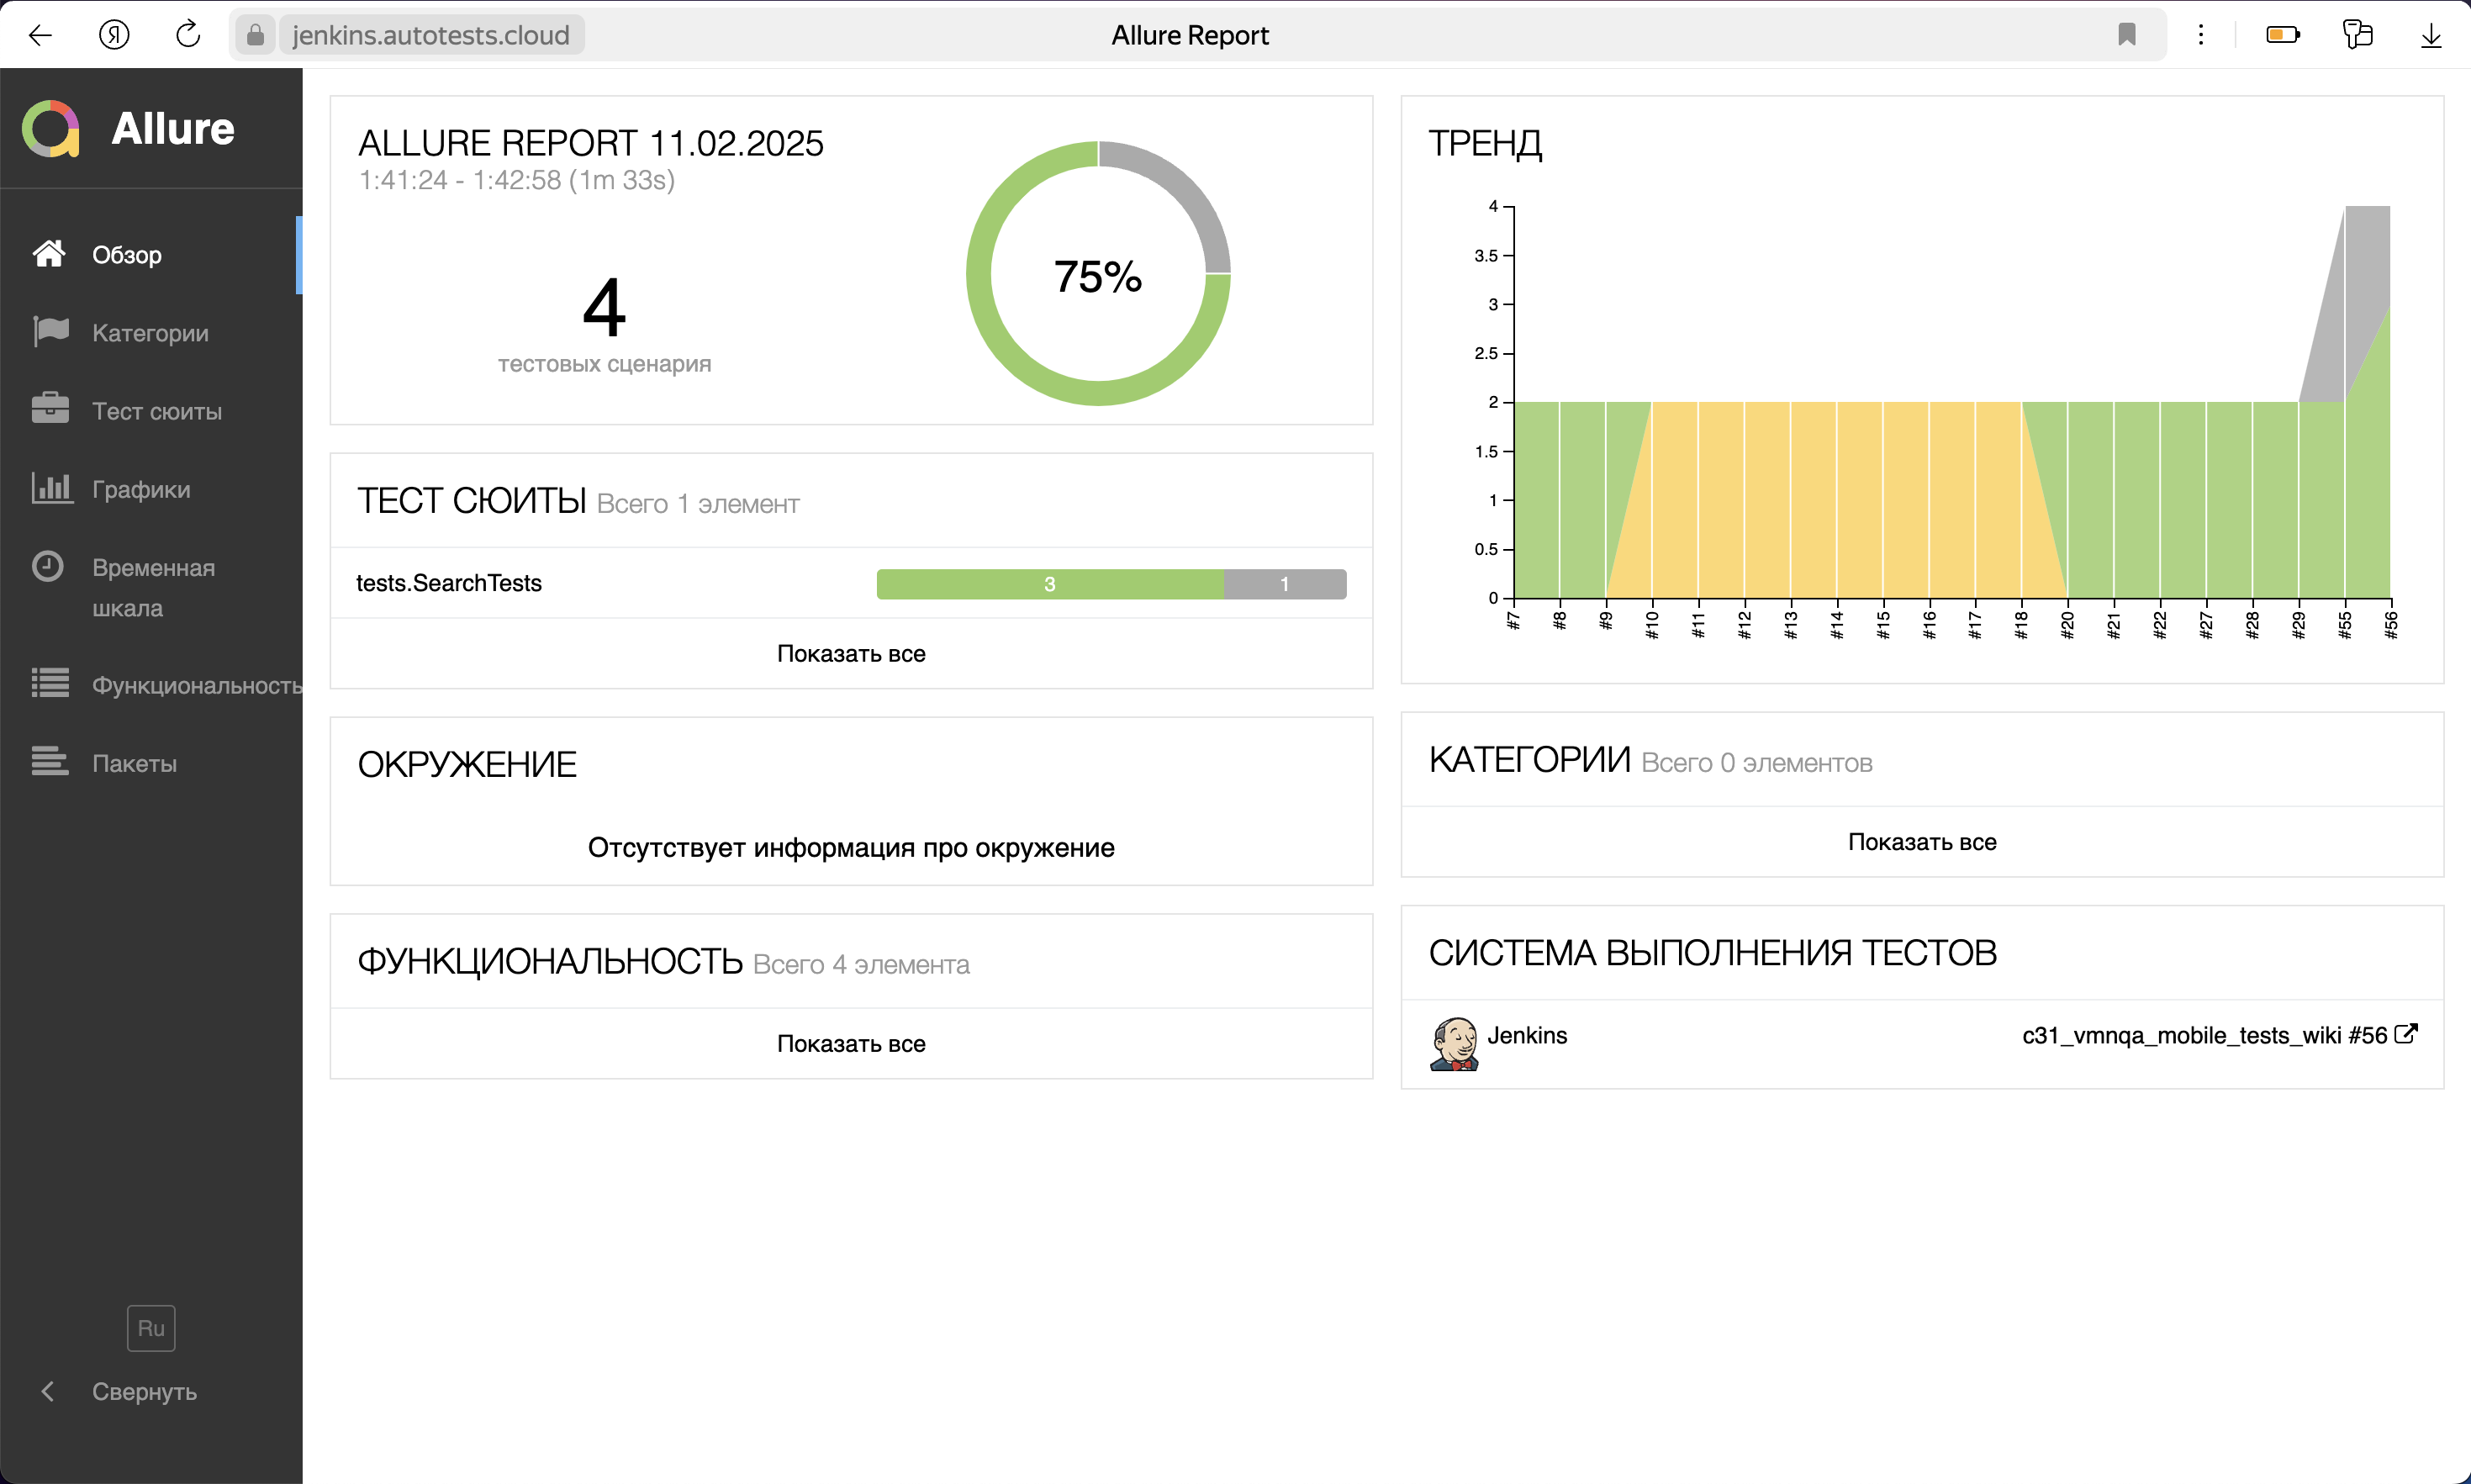 jenkins.autotests.cloud
Allure Report
Allure
Обзор
Категории
Тест сюиты
Графики
Временная
шкала
Функциональность
Пакеты
Ru
Свернуть
ALLURE REPORT 11.02.2025
1:41:24 - 1:42:58 (1m 33s)
4
тестовых сценария
75%
ТЕСТ СЮИТЫ Всего 1 элемент
tests.SearchTests 3 1
Показать все
ОКРУЖЕНИЕ
Отсутствует информация про окружение
ФУНКЦИОНАЛЬНОСТЬ Всего 4 элемента
Показать все
ТРЕНД
4
3.5
3
2.5
2
1.5
1
0.5
0
#7 #8 #9 #10 #11 #12 #13 #14 #15 #16 #17 #18 #20 #21 #22 #27 #28 #29 #55 #56
КАТЕГОРИИ Всего 0 элементов
Показать все
СИСТЕМА ВЫПОЛНЕНИЯ ТЕСТОВ
Jenkins c31_vmnqa_mobile_tests_wiki #56